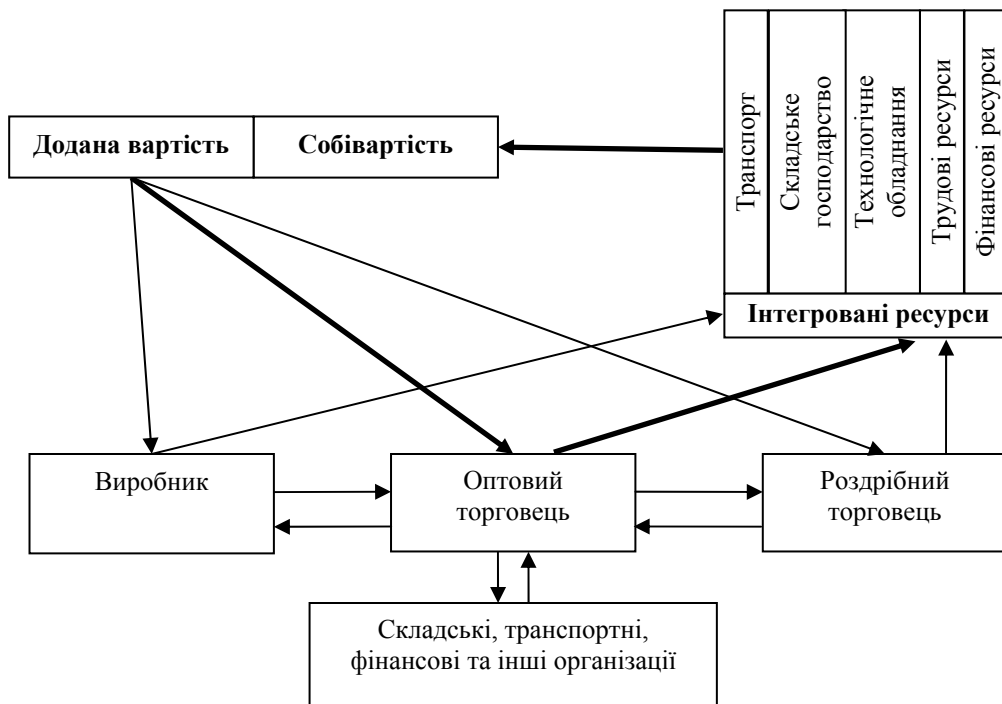 Додана вартість
Собівартість
Транспорт
Складське
господарство
Технологічне
обладнання
Трудові ресурси
Фінансові ресурси
Інтегровані ресурси
Виробник
Оптовий
торговець
Роздрібний
торговець
Складські, транспортні,
фінансові та інші організації